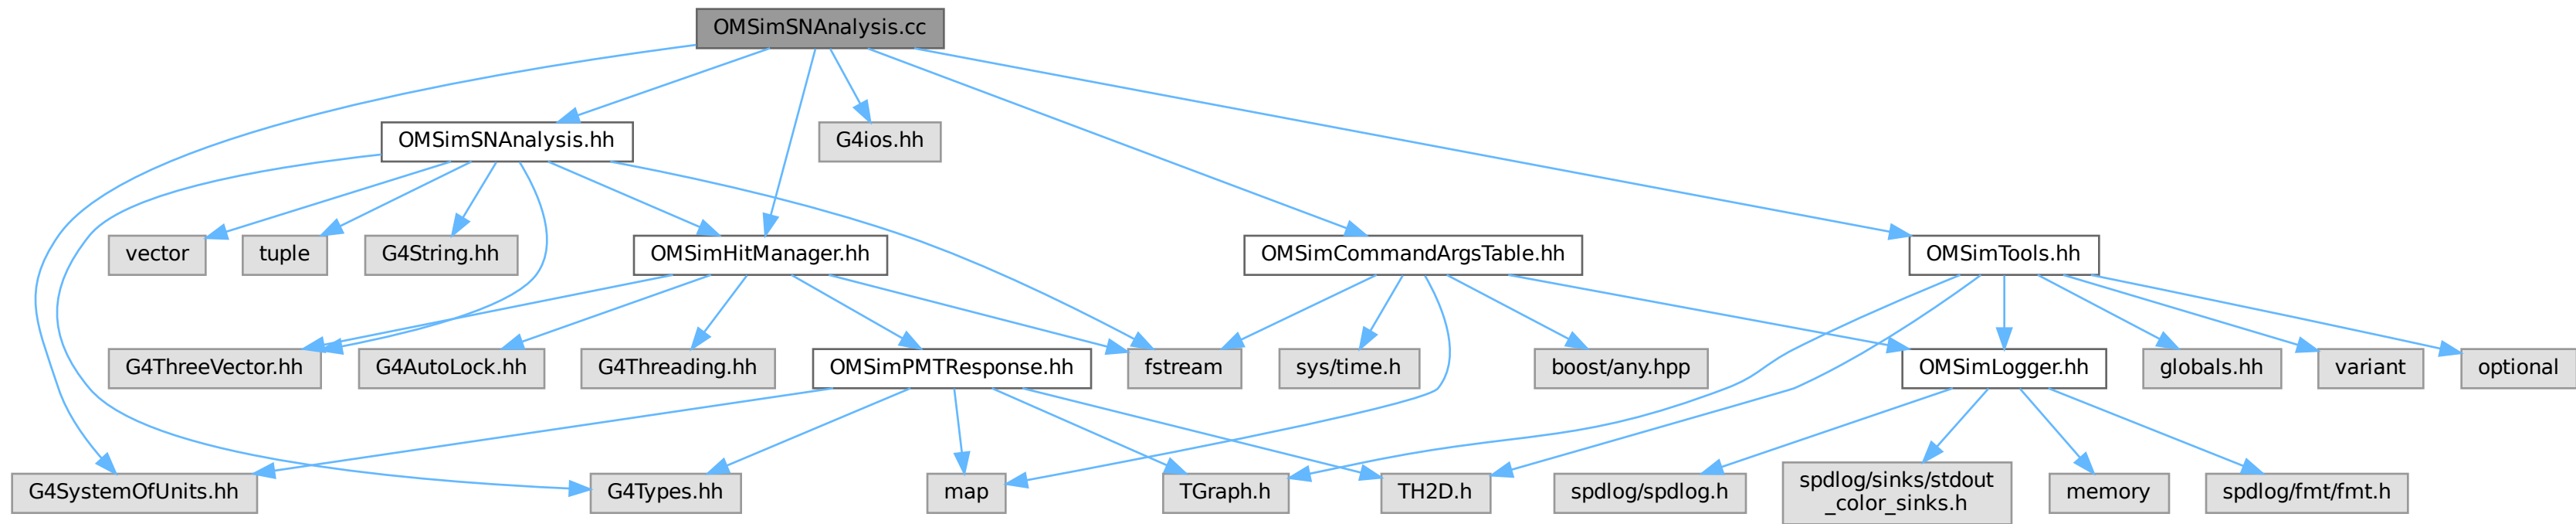 OMSimSNAnalysis.cc
OMSimSNAnalysis.hh
G4ios.hh
vector
tuple
G4String.hh
OMSimHitManager.hh
OMSimCommandArgsTable.hh
OMSimTools.hh
G4ThreeVector.hh
G4AutoLock.hh
G4Threading.hh
OMSimPMTResponse.hh
fstream
sys/time.h
boost/any.hpp
OMSimLogger.hh
globals.hh
variant
optional
G4SystemOfUnits.hh
G4Types.hh
map
TGraph.h
TH2D.h
spdlog/spdlog.h
spdlog/sinks/stdout
_color_sinks.h
memory
spdlog/fmt/fmt.h